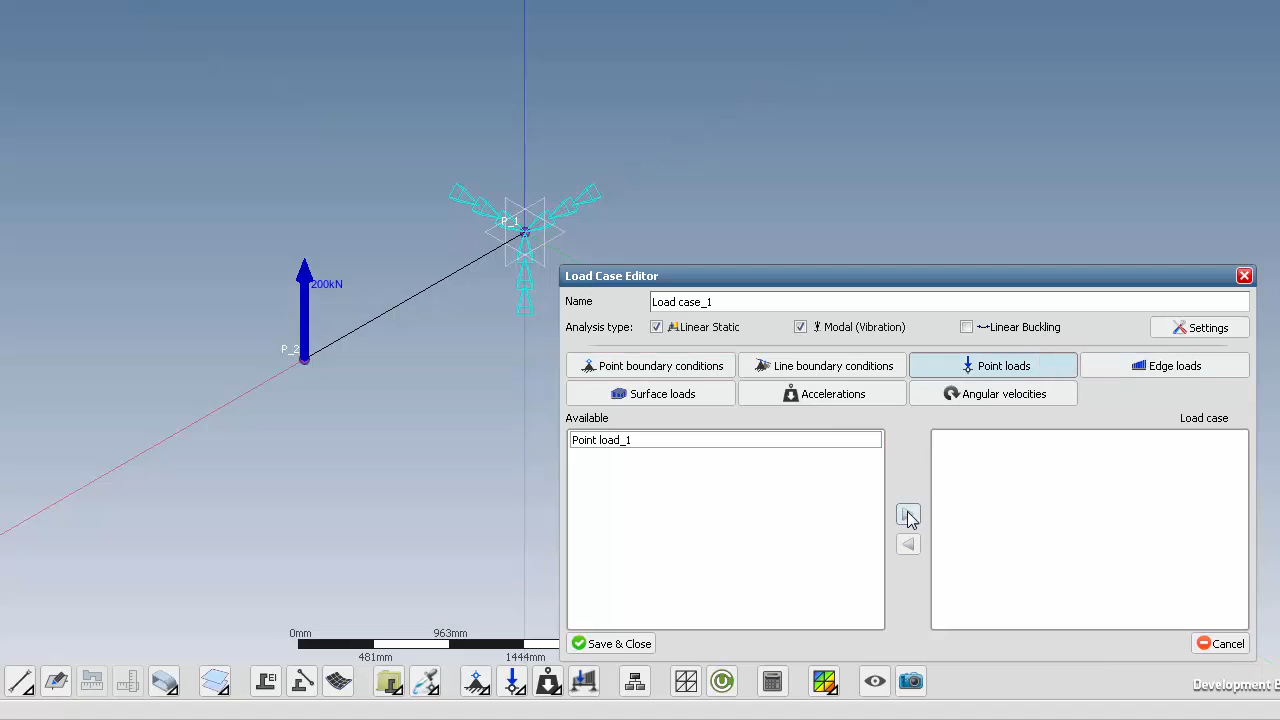 P_1
200kN
P_2
Load Case Editor
Name
Load case_1
Analysis type:
Linear Static
Modal (Vibration)
Linear Buckling
Settings
Point boundary conditions
Line boundary conditions
Point loads
Edge loads
Surface loads
Accelerations
Angular velocities
Available
Load case
Point load_1
Save & Close
Cancel
0mm
963mm
481mm
1444mm
EI
Development B